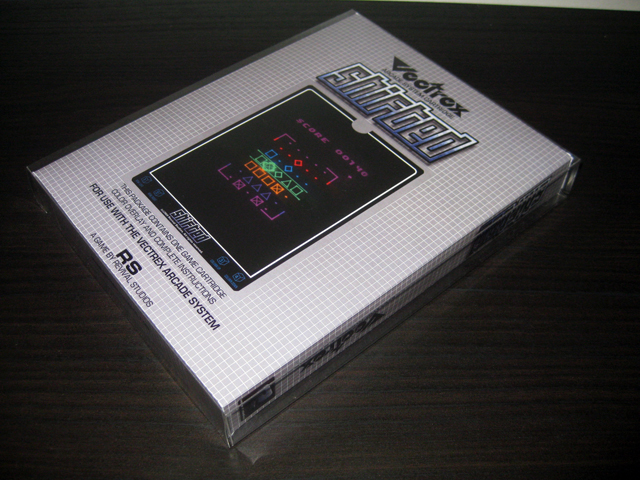 Vectrex
shifted
SCORE 00740
shifted
THIS PACKAGE CONTAINS ONE GAME CARTRIDGE
COLOR OVERLAY AND COMPLETE INSTRUCTIONS
FOR USE WITH THE VECTREX ARCADE SYSTEM
RS
A GAME BY REVIVAL STUDIOS